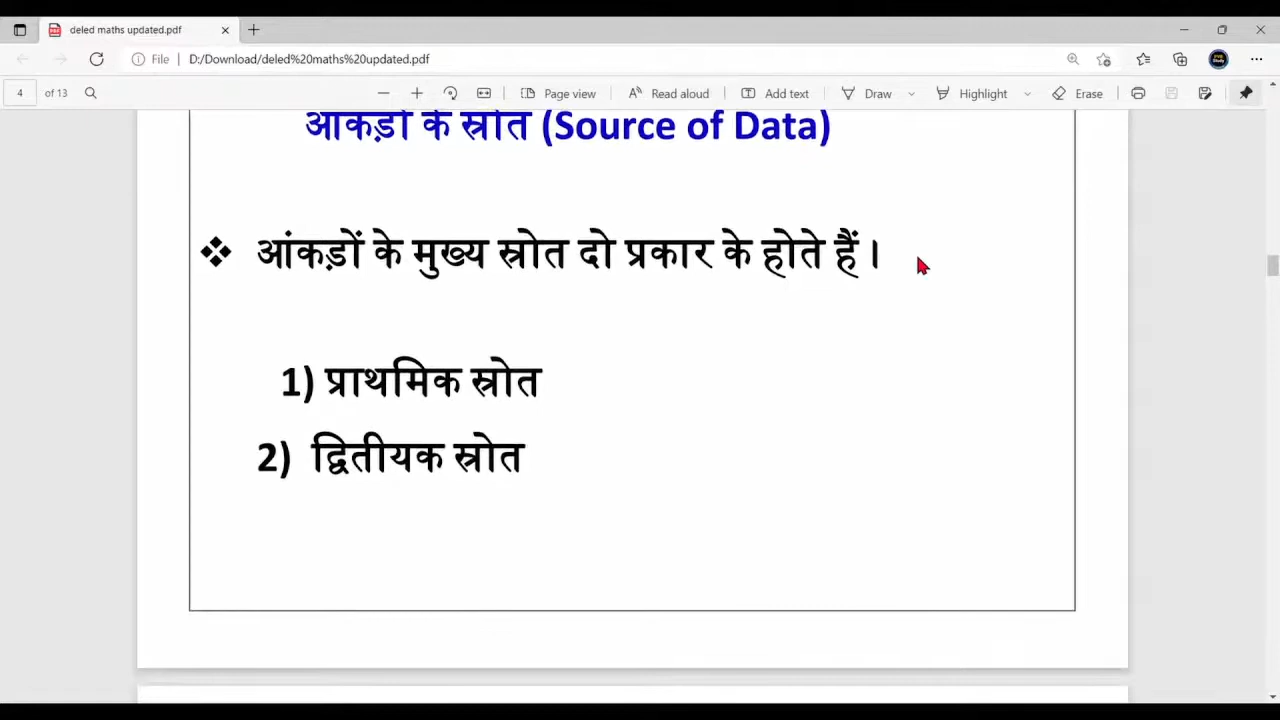 deled maths updated.pdf
File D:/Download/deled%20maths%20updated.pdf
4 of 13 Page view Read aloud Add text Draw Highlight Erase
आंकड़ों के स्रोत (Source of Data)
❖ आंकड़ों के मुख्य स्रोत दो प्रकार के होते हैं ।
1) प्राथमिक स्रोत
2) द्वितीयक स्रोत